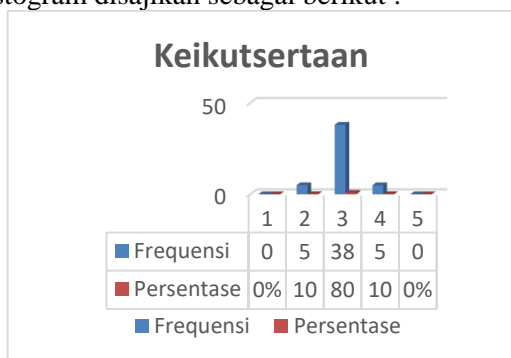 stogram disajikan sebagai berikut :
Keikutsertaan
50
0
1 2 3 4 5
Frequensi 0 5 38 5 0
Persentase 0% 10 80 10 0%
Frequensi Persentase